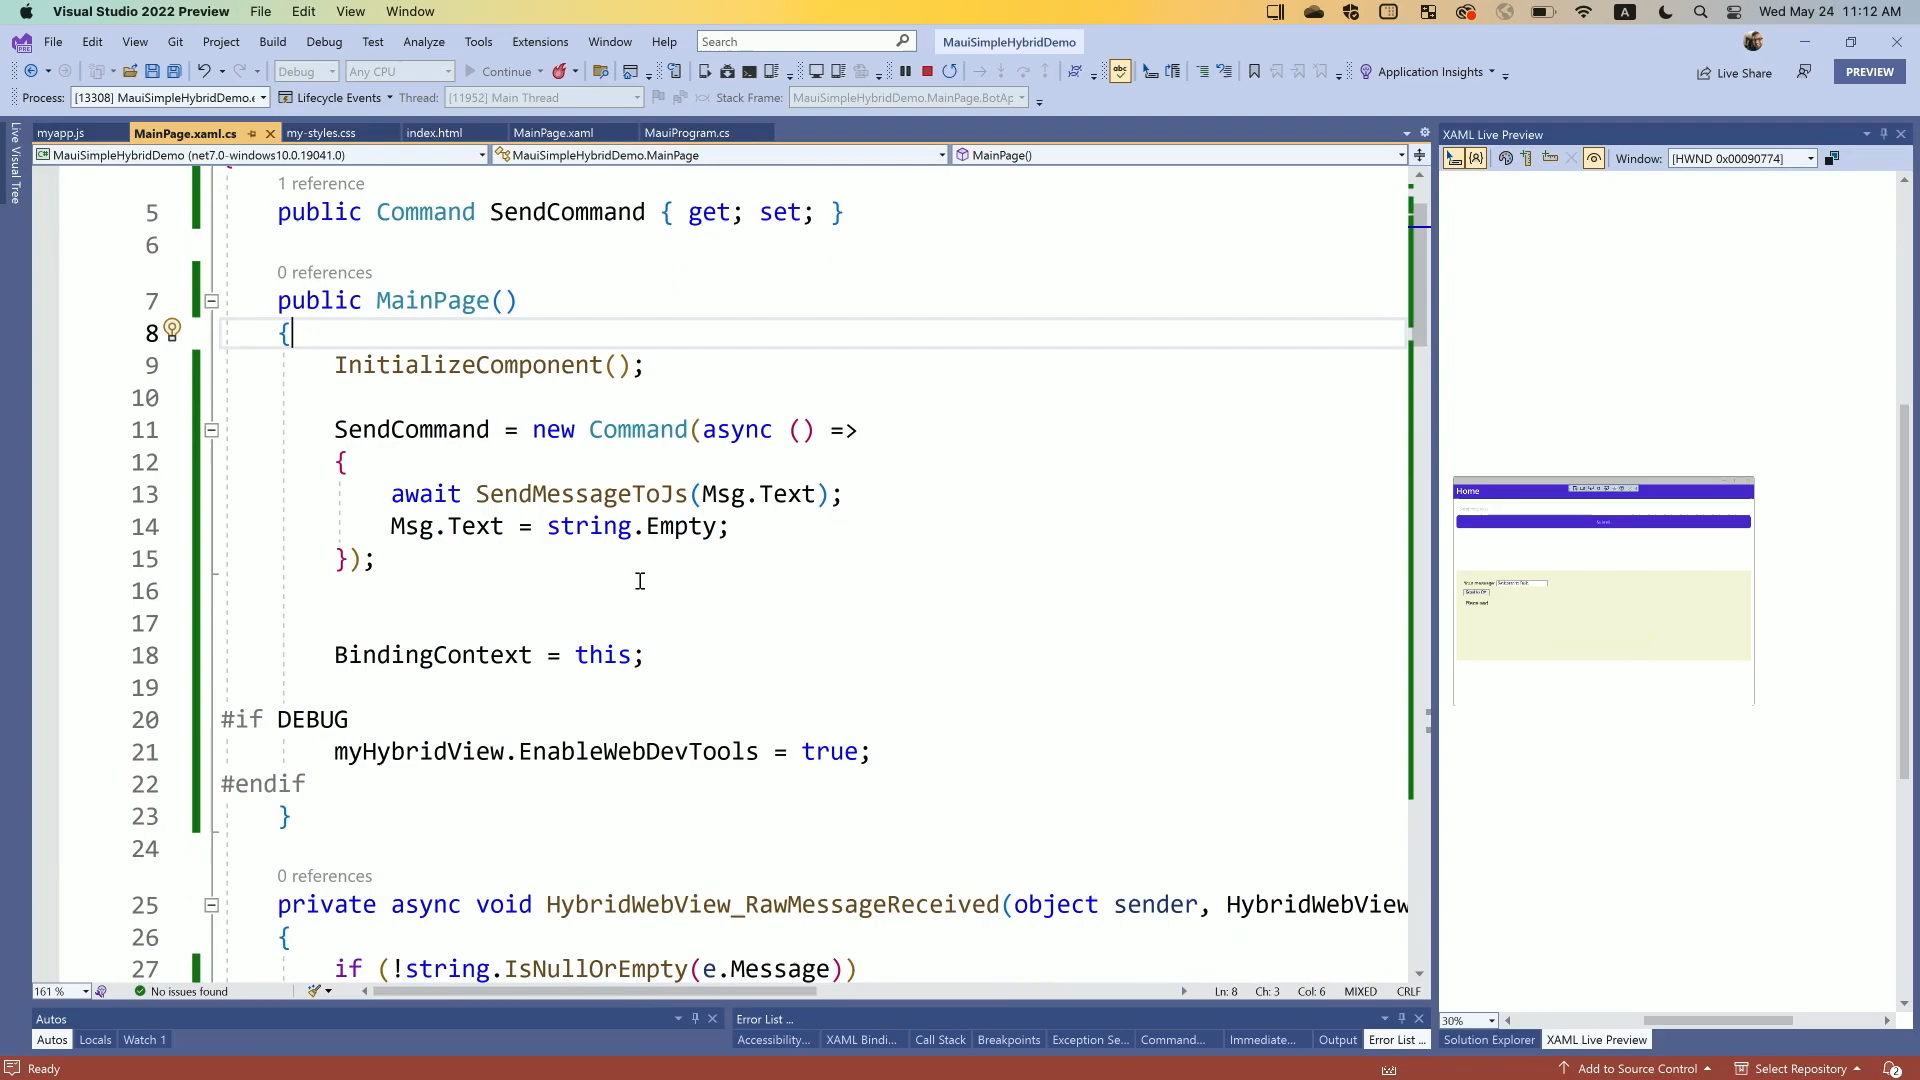 Visual Studio 2022 Preview File Edit View Window Wed May 24 11:12 AM
File Edit View Git Project Build Debug Test Analyze Tools Extensions Window Help Search MauiSimpleHybridDemo
Debug Any CPU Continue Application Insights Live Share PREVIEW
Process: [13308] MauiSimpleHybridDemo.e Lifecycle Events Thread: [11952] Main Thread Stack Frame: MauiSimpleHybridDemo.MainPage.BotAp
Live Visual Tree
myapp.js MainPage.xaml.cs my-styles.css index.html MainPage.xaml MauiProgram.cs
MauiSimpleHybridDemo (net7.0-windows10.0.19041.0) MauiSimpleHybridDemo.MainPage MainPage()
1 reference
5 public Command SendCommand { get; set; }
6
0 references
7 public MainPage()
8 {
9 InitializeComponent();
10
11 SendCommand = new Command(async () =>
12 {
13 await SendMessageToJs(Msg.Text);
14 Msg.Text = string.Empty;
15 });
16
17
18 BindingContext = this;
19
20 #if DEBUG
21 myHybridView.EnableWebDevTools = true;
22 #endif
23 }
24
0 references
25 private async void HybridWebView_RawMessageReceived(object sender, HybridWebView
26 {
27 if (!string.IsNullOrEmpty(e.Message))
161 % No issues found Ln: 8 Ch: 3 Col: 6 MIXED CRLF
Autos
Autos Locals Watch 1
Error List ...
Accessibility... XAML Bindi... Call Stack Breakpoints Exception Se... Command... Immediate... Output Error List ...
XAML Live Preview
Window: [HWND 0x00090774]
Home
Your message:
30%
Solution Explorer XAML Live Preview
Ready Add to Source Control Select Repository 2